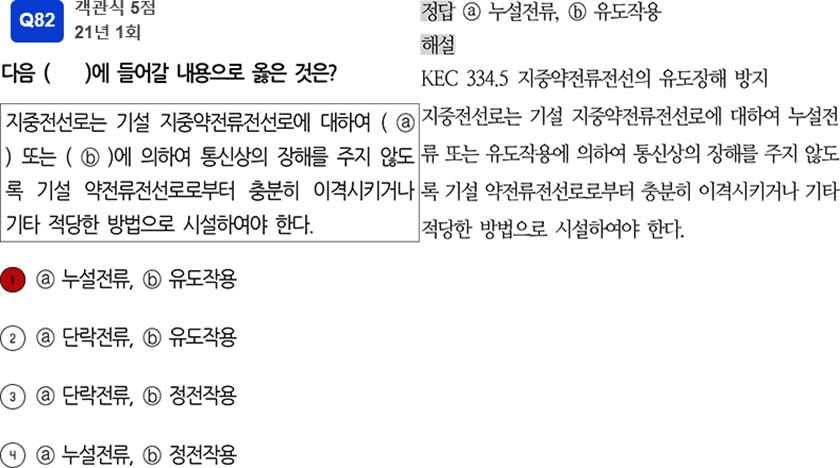 Q82
객관식 5점
21년 1회
다음 (    )에 들어갈 내용으로 옳은 것은?
지중전선로는 기설 지중약전류전선로에 대하여 ( ⓐ
) 또는 ( ⓑ )에 의하여 통신상의 장해를 주지 않도
록 기설 약전류전선로로부터 충분히 이격시키거나
기타 적당한 방법으로 시설하여야 한다.
1 ⓐ 누설전류, ⓑ 유도작용
2 ⓐ 단락전류, ⓑ 유도작용
3 ⓐ 단락전류, ⓑ 정전작용
4 ⓐ 누설전류, ⓑ 정전작용
정답 ⓐ 누설전류, ⓑ 유도작용
해설
KEC 334.5 지중약전류전선의 유도장해 방지
지중전선로는 기설 지중약전류전선로에 대하여 누설전
류 또는 유도작용에 의하여 통신상의 장해를 주지 않도
록 기설 약전류전선로로부터 충분히 이격시키거나 기타
적당한 방법으로 시설하여야 한다.